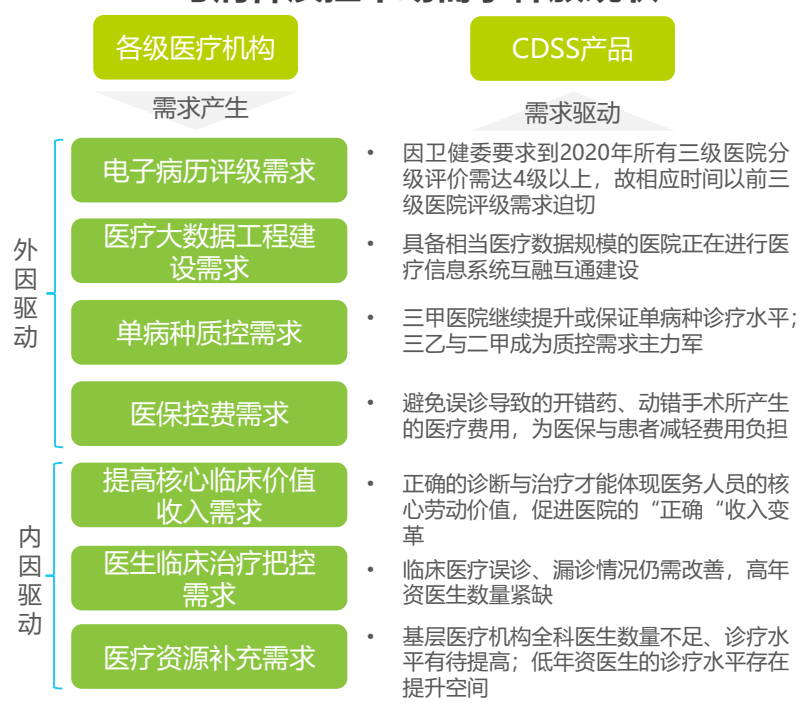 各级医疗机构
CDSS产品
需求产生
需求驱动
外因驱动
电子病历评级需求
• 因卫健委要求到2020年所有三级医院分
级评价需达4级以上，故相应时间以前三
级医院评级需求迫切
医疗大数据工程建
设需求
• 具备相当医疗数据规模的医院正在进行医
疗信息系统互融互通建设
单病种质控需求
• 三甲医院继续提升或保证单病种诊疗水平；
三乙与二甲成为质控需求主力军
医保控费需求
• 避免误诊导致的开错药、动错手术所产生
的医疗费用，为医保与患者减轻费用负担
内因驱动
提高核心临床价值
收入需求
• 正确的诊断与治疗才能体现医务人员的核
心劳动价值，促进医院的“正确“收入变
革
医生临床治疗把控
需求
• 临床医疗误诊、漏诊情况仍需改善，高年
资医生数量紧缺
医疗资源补充需求
• 基层医疗机构全科医生数量不足、诊疗水
平有待提高；低年资医生的诊疗水平存在
提升空间